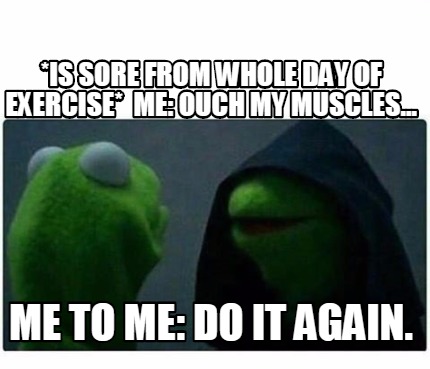 *IS SORE FROM WHOLE DAY OF
EXERCISE* ME: OUCH MY MUSCLES...
ME TO ME: DO IT AGAIN.